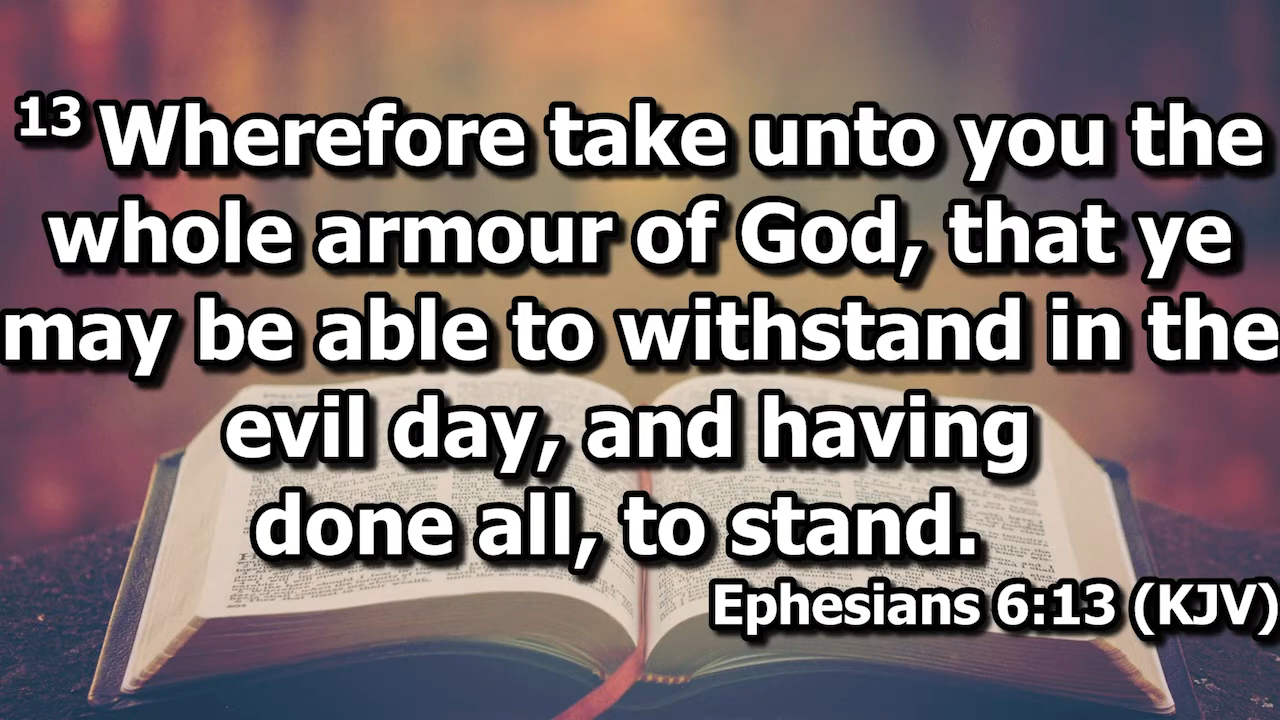 13 Wherefore take unto you the
whole armour of God, that ye
may be able to withstand in the
evil day, and having
done all, to stand.
Ephesians 6:13 (KJV)